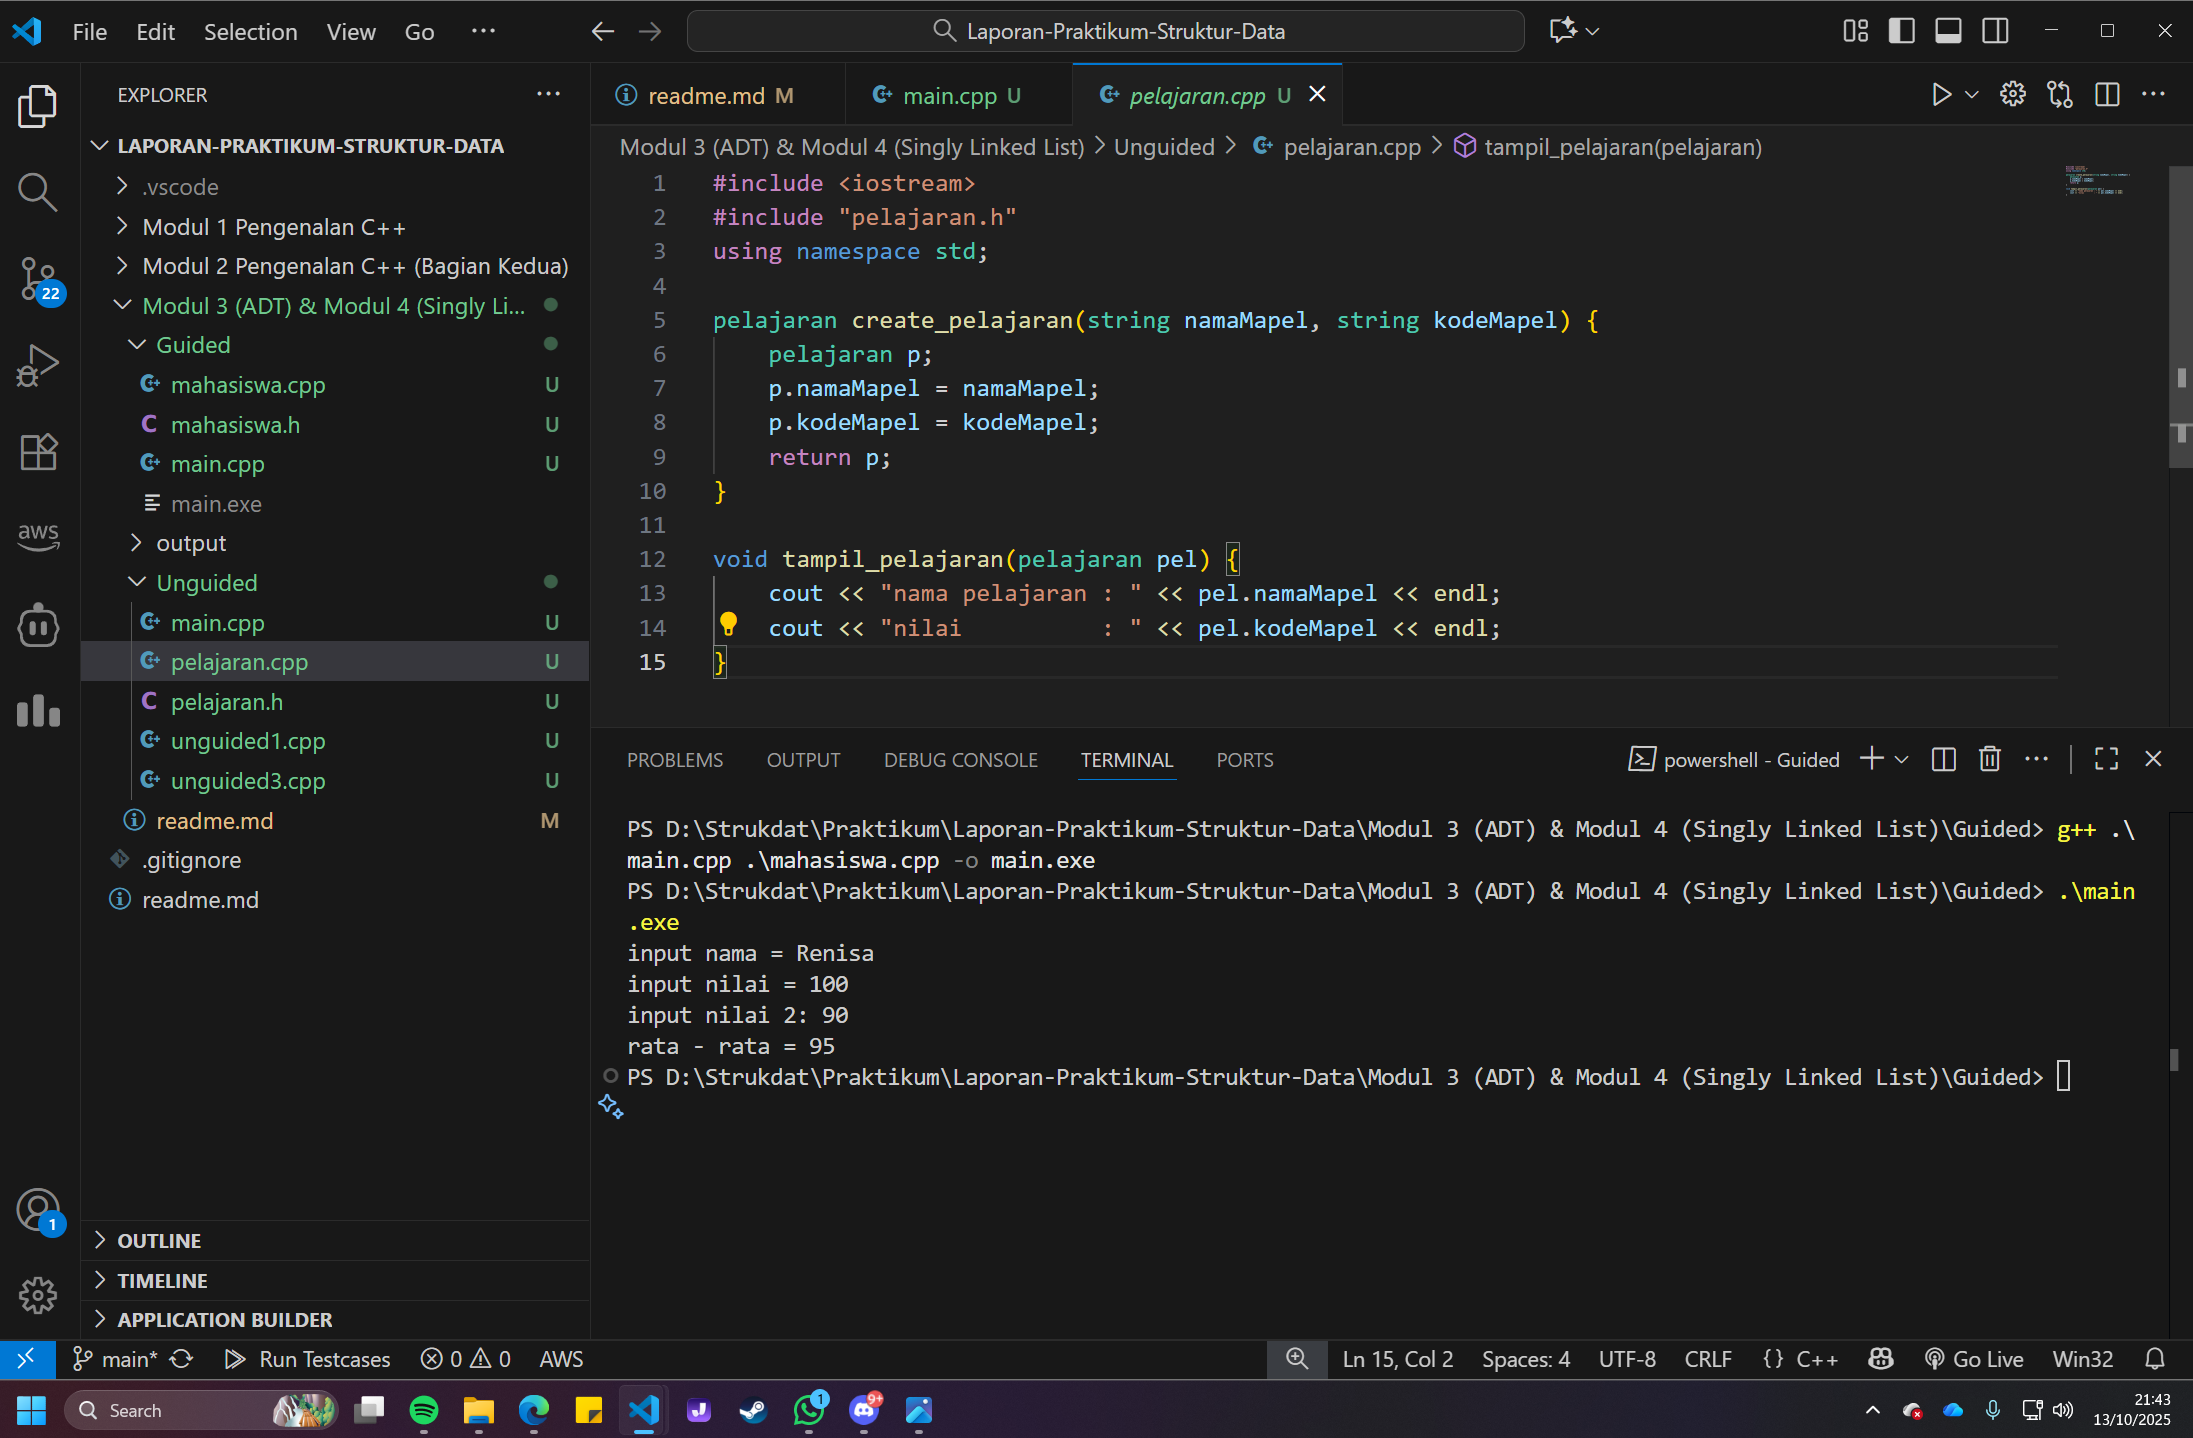 File Edit Selection View Go ···
Laporan-Praktikum-Struktur-Data
EXPLORER
LAPORAN-PRAKTIKUM-STRUKTUR-DATA
.vscode
Modul 1 Pengenalan C++
Modul 2 Pengenalan C++ (Bagian Kedua)
Modul 3 (ADT) & Modul 4 (Singly Li...
Guided
mahasiswa.cpp U
mahasiswa.h U
main.cpp U
main.exe
output
Unguided
main.cpp U
pelajaran.cpp U
pelajaran.h U
unguided1.cpp U
unguided3.cpp U
readme.md M
.gitignore
readme.md
OUTLINE
TIMELINE
APPLICATION BUILDER
22
aws
1
readme.md M
main.cpp U
pelajaran.cpp U
Modul 3 (ADT) & Modul 4 (Singly Linked List) > Unguided > pelajaran.cpp > tampil_pelajaran(pelajaran)
1 #include <iostream>
2 #include "pelajaran.h"
3 using namespace std;
4
5 pelajaran create_pelajaran(string namaMapel, string kodeMapel) {
6     pelajaran p;
7     p.namaMapel = namaMapel;
8     p.kodeMapel = kodeMapel;
9     return p;
10 }
11
12 void tampil_pelajaran(pelajaran pel) {
13     cout << "nama pelajaran : " << pel.namaMapel << endl;
14     cout << "nilai          : " << pel.kodeMapel << endl;
15 }
PROBLEMS OUTPUT DEBUG CONSOLE TERMINAL PORTS
powershell - Guided
PS D:\Strukdat\Praktikum\Laporan-Praktikum-Struktur-Data\Modul 3 (ADT) & Modul 4 (Singly Linked List)\Guided> g++ .\
main.cpp .\mahasiswa.cpp -o main.exe
PS D:\Strukdat\Praktikum\Laporan-Praktikum-Struktur-Data\Modul 3 (ADT) & Modul 4 (Singly Linked List)\Guided> .\main
.exe
input nama = Renisa
input nilai = 100
input nilai 2: 90
rata - rata = 95
PS D:\Strukdat\Praktikum\Laporan-Praktikum-Struktur-Data\Modul 3 (ADT) & Modul 4 (Singly Linked List)\Guided>
main* Run Testcases 0 0 AWS
Ln 15, Col 2 Spaces: 4 UTF-8 CRLF {} C++ Go Live Win32
Search
1
9+
21:43
13/10/2025